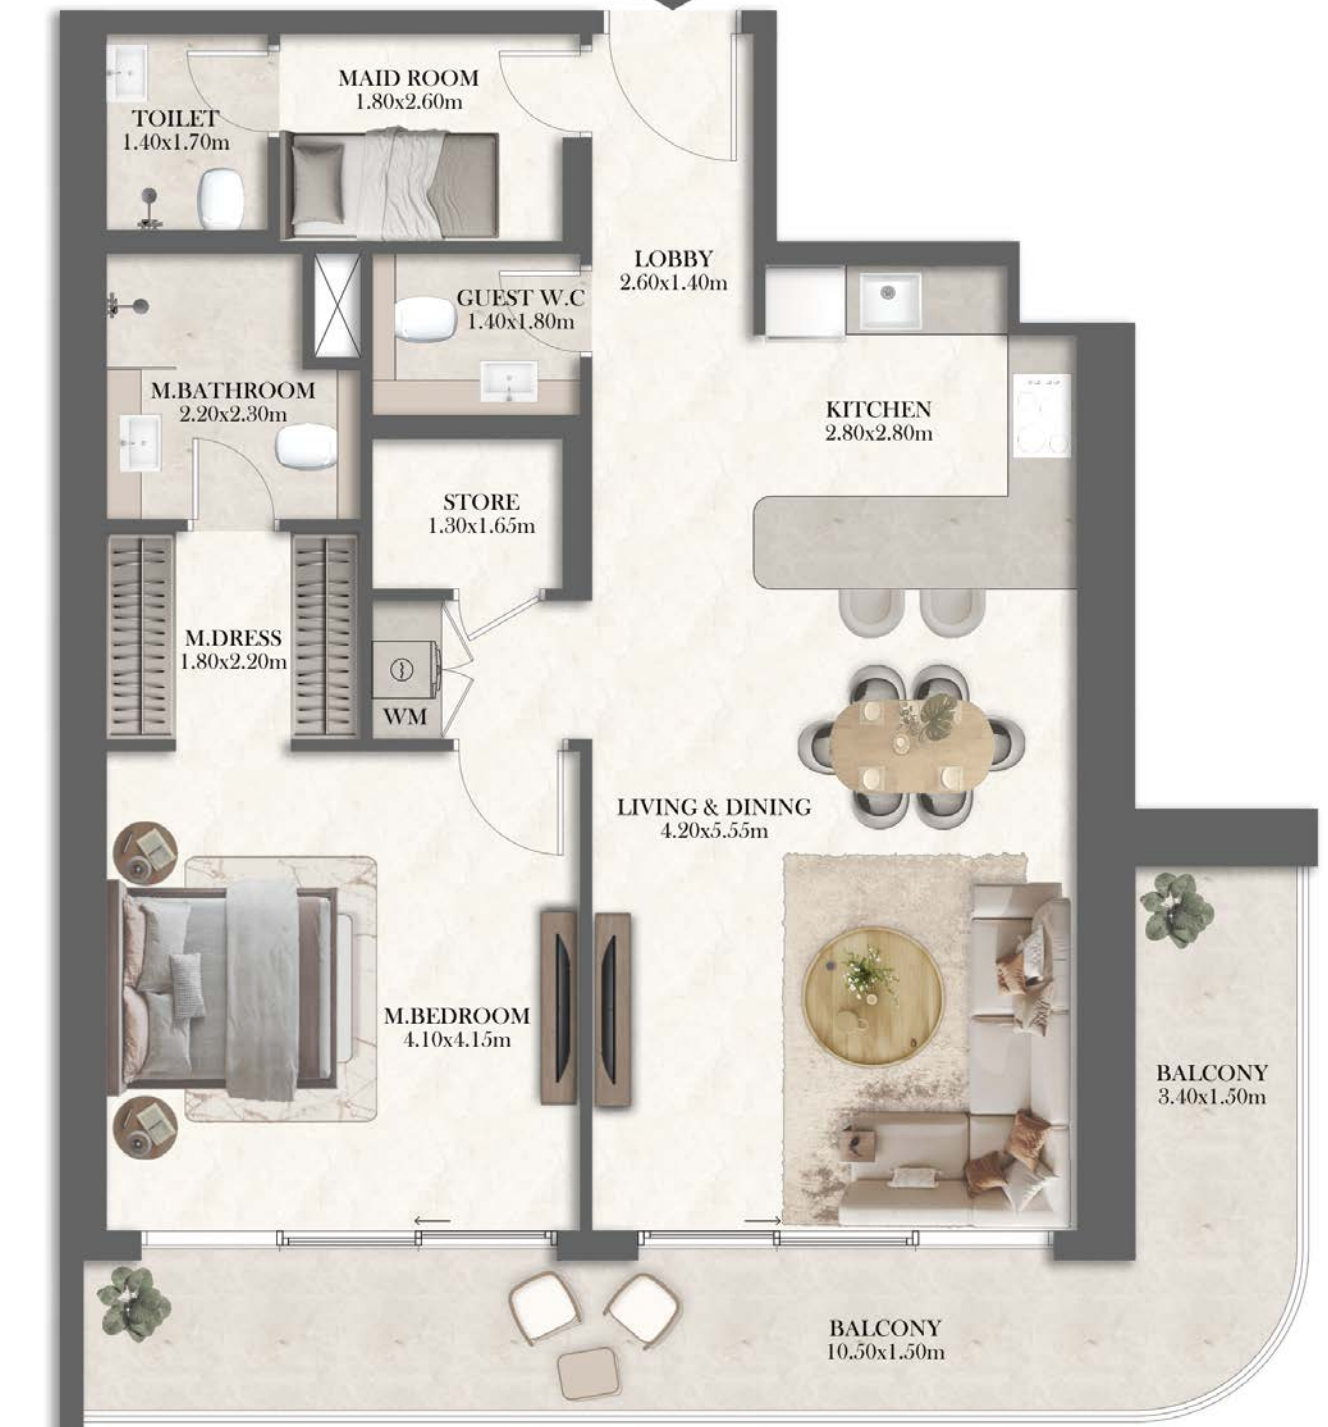 MAID ROOM
1.80x2.60m
TOILET
1.40x1.70m
LOBBY
2.60x1.40m
GUEST W.C
1.40x1.80m
M.BATHROOM
2.20x2.30m
KITCHEN
2.80x2.80m
STORE
1.30x1.65m
M.DRESS
1.80x2.20m
WM
LIVING & DINING
4.20x5.55m
M.BEDROOM
4.10x4.15m
BALCONY
3.40x1.50m
BALCONY
10.50x1.50m